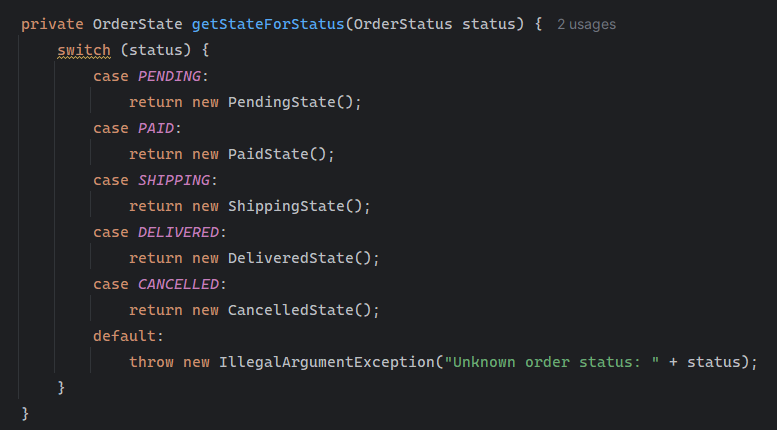 private OrderState getStateForStatus(OrderStatus status) { 2 usages
switch (status) {
case PENDING:
return new PendingState();
case PAID:
return new PaidState();
case SHIPPING:
return new ShippingState();
case DELIVERED:
return new DeliveredState();
case CANCELLED:
return new CancelledState();
default:
throw new IllegalArgumentException("Unknown order status: " + status);
}
}